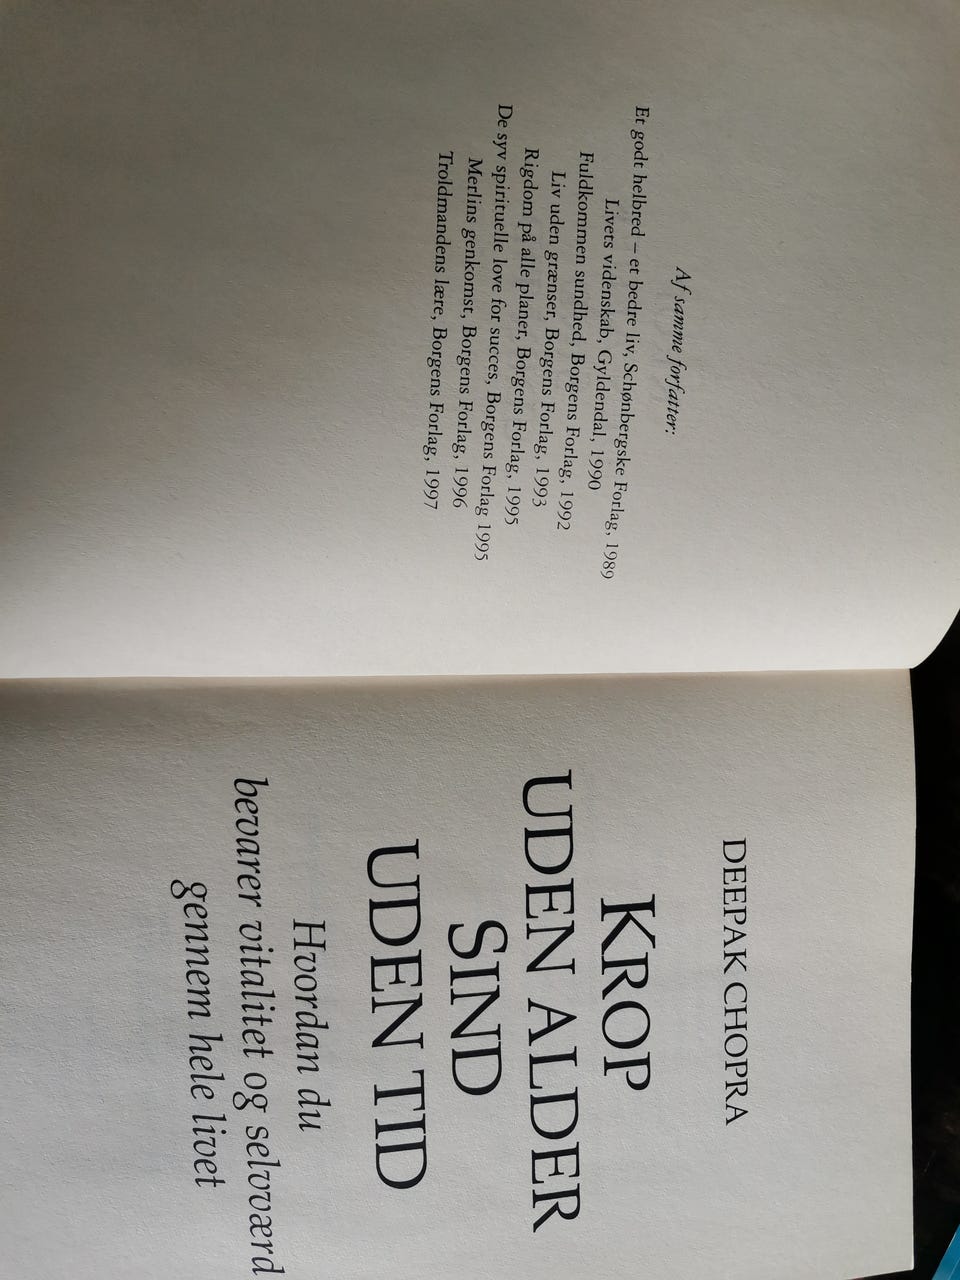 Af samme forfatter:
Et godt helbred – et bedre liv, Schønbergske Forlag, 1989
Livets videnskab, Gyldendal, 1990
Fuldkommen sundhed, Borgens Forlag, 1992
Liv uden grænser, Borgens Forlag, 1993
Rigdom på alle planer, Borgens Forlag, 1995
De syv spirituelle love for succes, Borgens Forlag 1995
Merlins genkomst, Borgens Forlag, 1996
Troldmandens lære, Borgens Forlag, 1997
DEEPAK CHOPRA
KROP
UDEN ALDER
SIND
UDEN TID
Hvordan du
bevarer vitalitet og selvværd
gennem hele livet